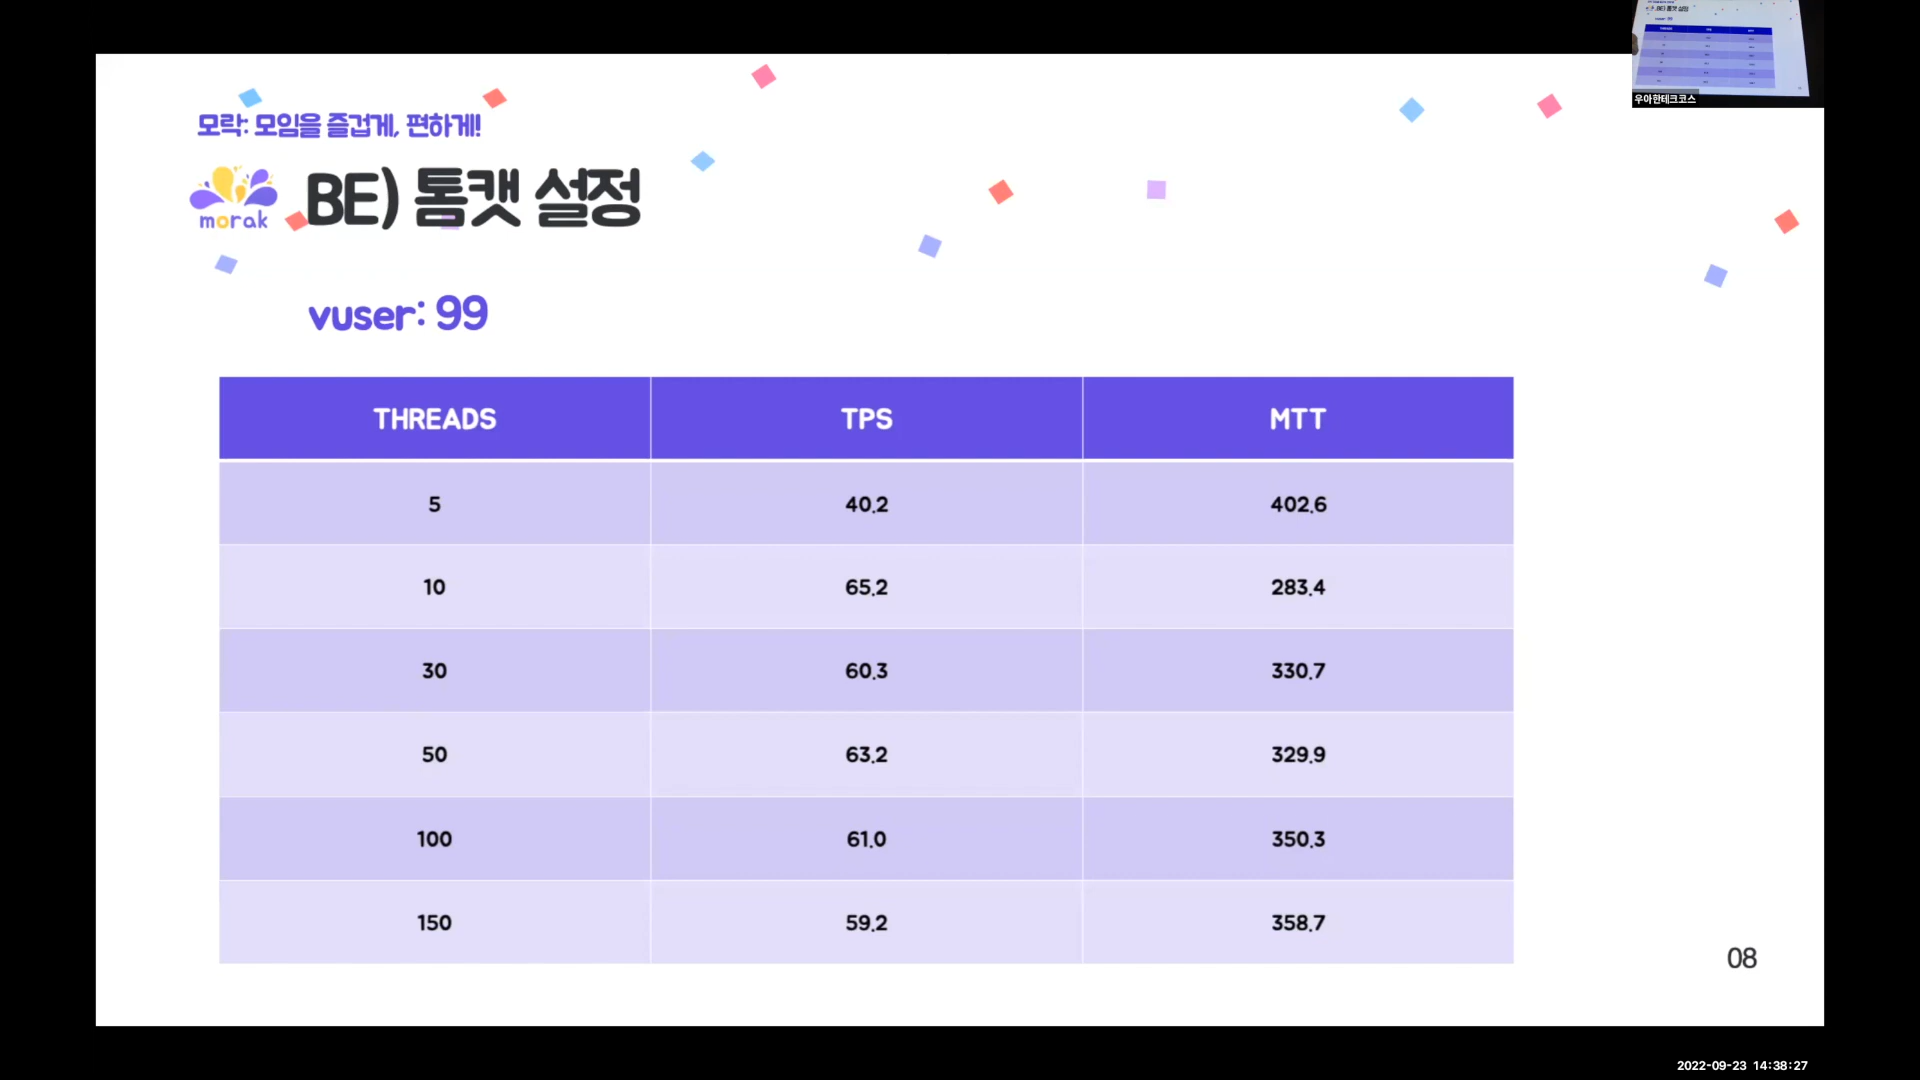 모락: 모임을 즐겁게, 편하게!
morak
BE) 톰캣 설정
vuser: 99
THREADS TPS MTT
5 40.2 402.6
10 65.2 283.4
30 60.3 330.7
50 63.2 329.9
100 61.0 350.3
150 59.2 358.7
08
우아한테크코스
2022-09-23 14:38:27